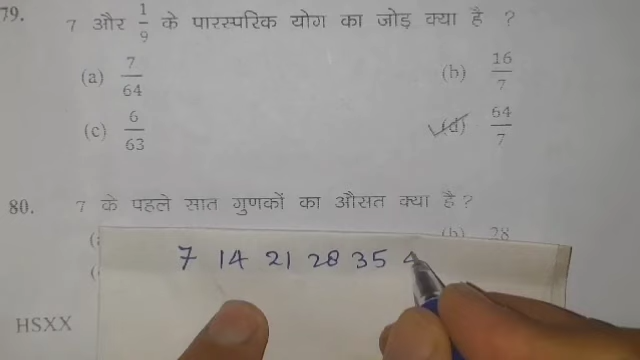 79. 7 और 1/9 के पारस्परिक योग का जोड़ क्या है ?
(a) 7/64 (b) 16/7
(c) 6/63 (d) 64/7
80. 7 के पहले सात गुणकों का औसत क्या है ?
(b) 28
7 14 21 28 35 4
HSXX